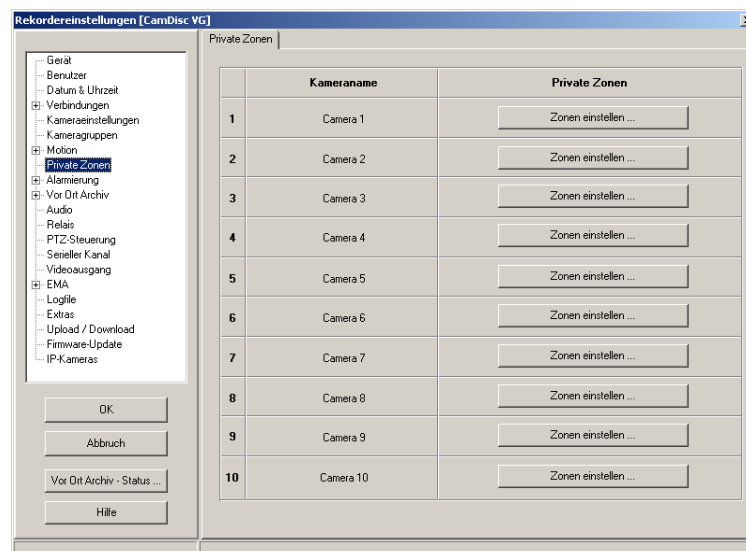 Rekordereinstellungen [CamDisc VG]
Gerät
Benutzer
Datum & Uhrzeit
Verbindungen
Kameraeinstellungen
Kameragruppen
Motion
Private Zonen
Alarmierung
Vor Ort Archiv
Audio
Relais
PTZ-Steuerung
Serieller Kanal
Videoausgang
EMA
Logfile
Extras
Upload / Download
Firmware-Update
IP-Kameras
OK
Abbruch
Vor Ort Archiv - Status ...
Hilfe
Private Zonen
Kameraname Private Zonen
1 Camera 1 Zonen einstellen ...
2 Camera 2 Zonen einstellen ...
3 Camera 3 Zonen einstellen ...
4 Camera 4 Zonen einstellen ...
5 Camera 5 Zonen einstellen ...
6 Camera 6 Zonen einstellen ...
7 Camera 7 Zonen einstellen ...
8 Camera 8 Zonen einstellen ...
9 Camera 9 Zonen einstellen ...
10 Camera 10 Zonen einstellen ...